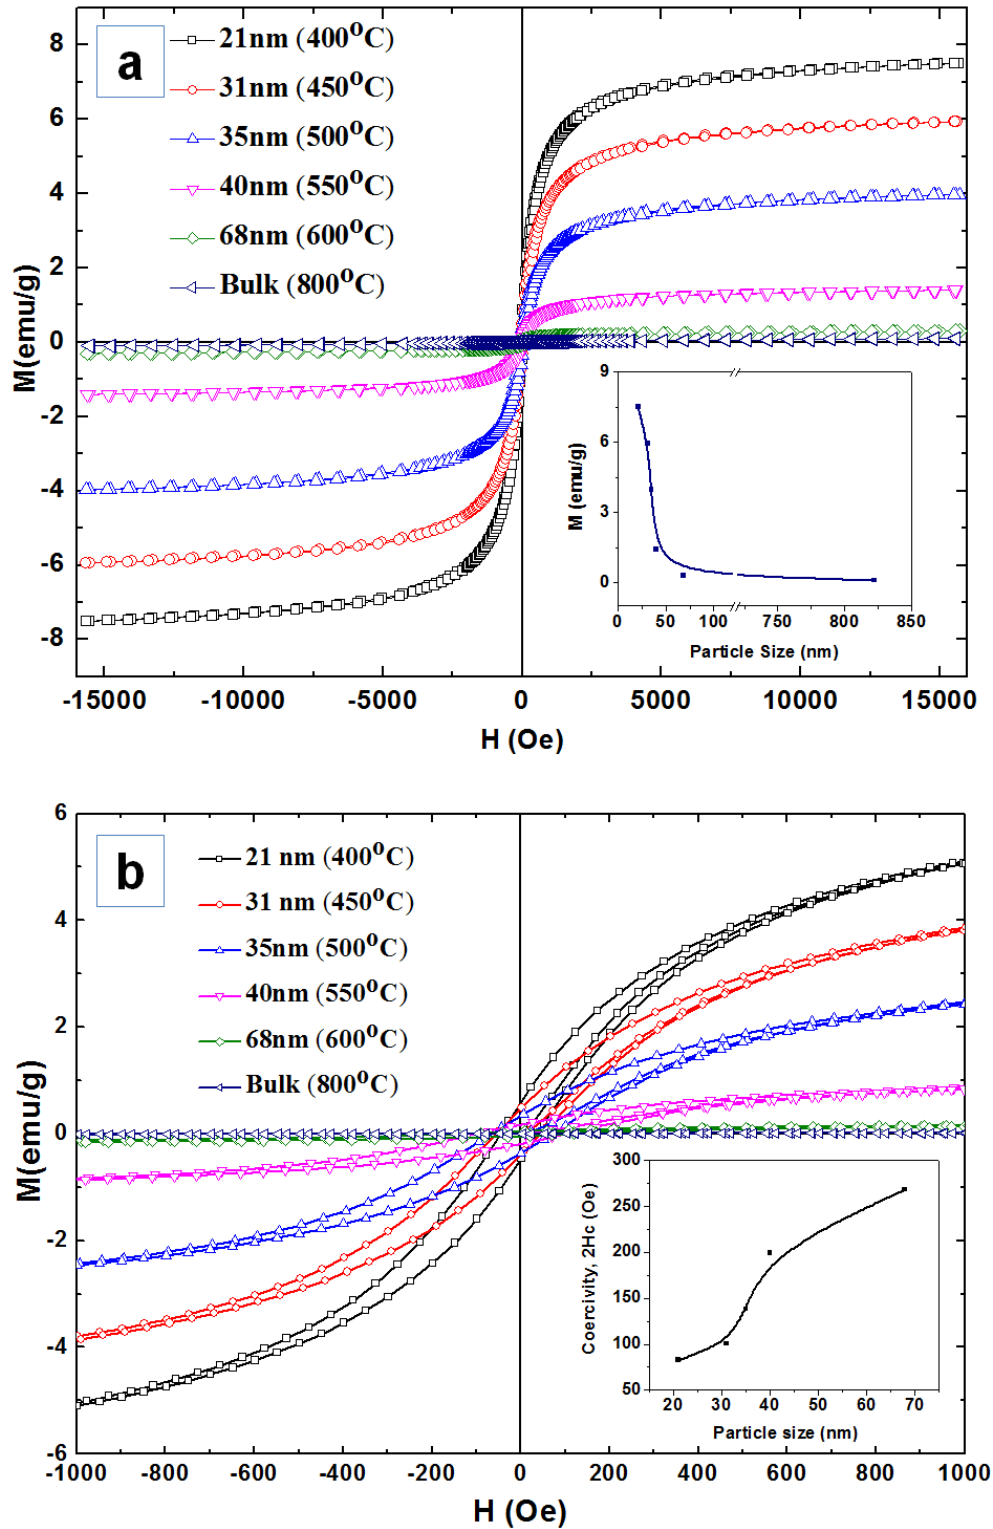 a
21nm (400°C)
31nm (450°C)
35nm (500°C)
40nm (550°C)
68nm (600°C)
Bulk (800°C)
8
6
4
2
0
-2
-4
-6
-8
M(emu/g)
-15000 -10000 -5000 0 5000 10000 15000
H (Oe)
9
6
3
0
M (emu/g)
0 50 100 750 800 850
Particle Size (nm)
b
21 nm (400°C)
31 nm (450°C)
35nm (500°C)
40nm (550°C)
68nm (600°C)
Bulk (800°C)
6
4
2
0
-2
-4
-6
M(emu/g)
-1000 -800 -600 -400 -200 0 200 400 600 800 1000
H (Oe)
300
250
200
150
100
50
Coercivity, 2Hc (Oe)
20 30 40 50 60 70
Particle size (nm)